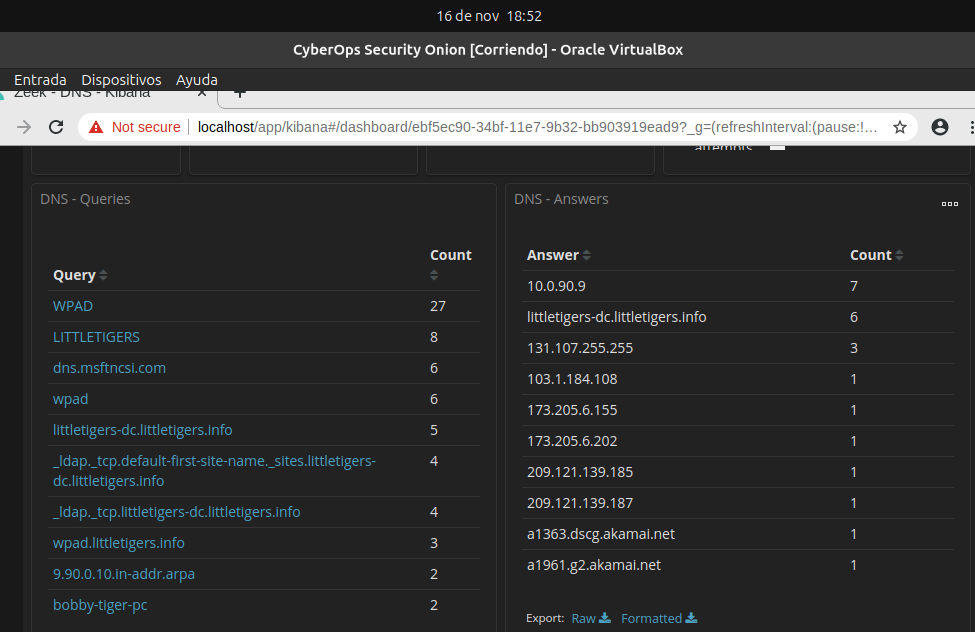 16 de nov 18:52
CyberOps Security Onion [Corriendo] - Oracle VirtualBox
Entrada Dispositivos Ayuda
Zeek - DNS - Kibana
Not secure localhost/app/kibana#/dashboard/ebf5ec90-34bf-11e7-9b32-bb903919ead9?_g=(refreshInterval:(pause:!...
attempts
DNS - Queries
Query Count
WPAD 27
LITTLETIGERS 8
dns.msftncsi.com 6
wpad 6
littletigers-dc.littletigers.info 5
_ldap._tcp.default-first-site-name._sites.littletigers- 4
dc.littletigers.info
_ldap._tcp.littletigers-dc.littletigers.info 4
wpad.littletigers.info 3
9.90.0.10.in-addr.arpa 2
bobby-tiger-pc 2
DNS - Answers
Answer Count
10.0.90.9 7
littletigers-dc.littletigers.info 6
131.107.255.255 3
103.1.184.108 1
173.205.6.155 1
173.205.6.202 1
209.121.139.185 1
209.121.139.187 1
a1363.dscg.akamai.net 1
a1961.g2.akamai.net 1
Export: Raw Formatted